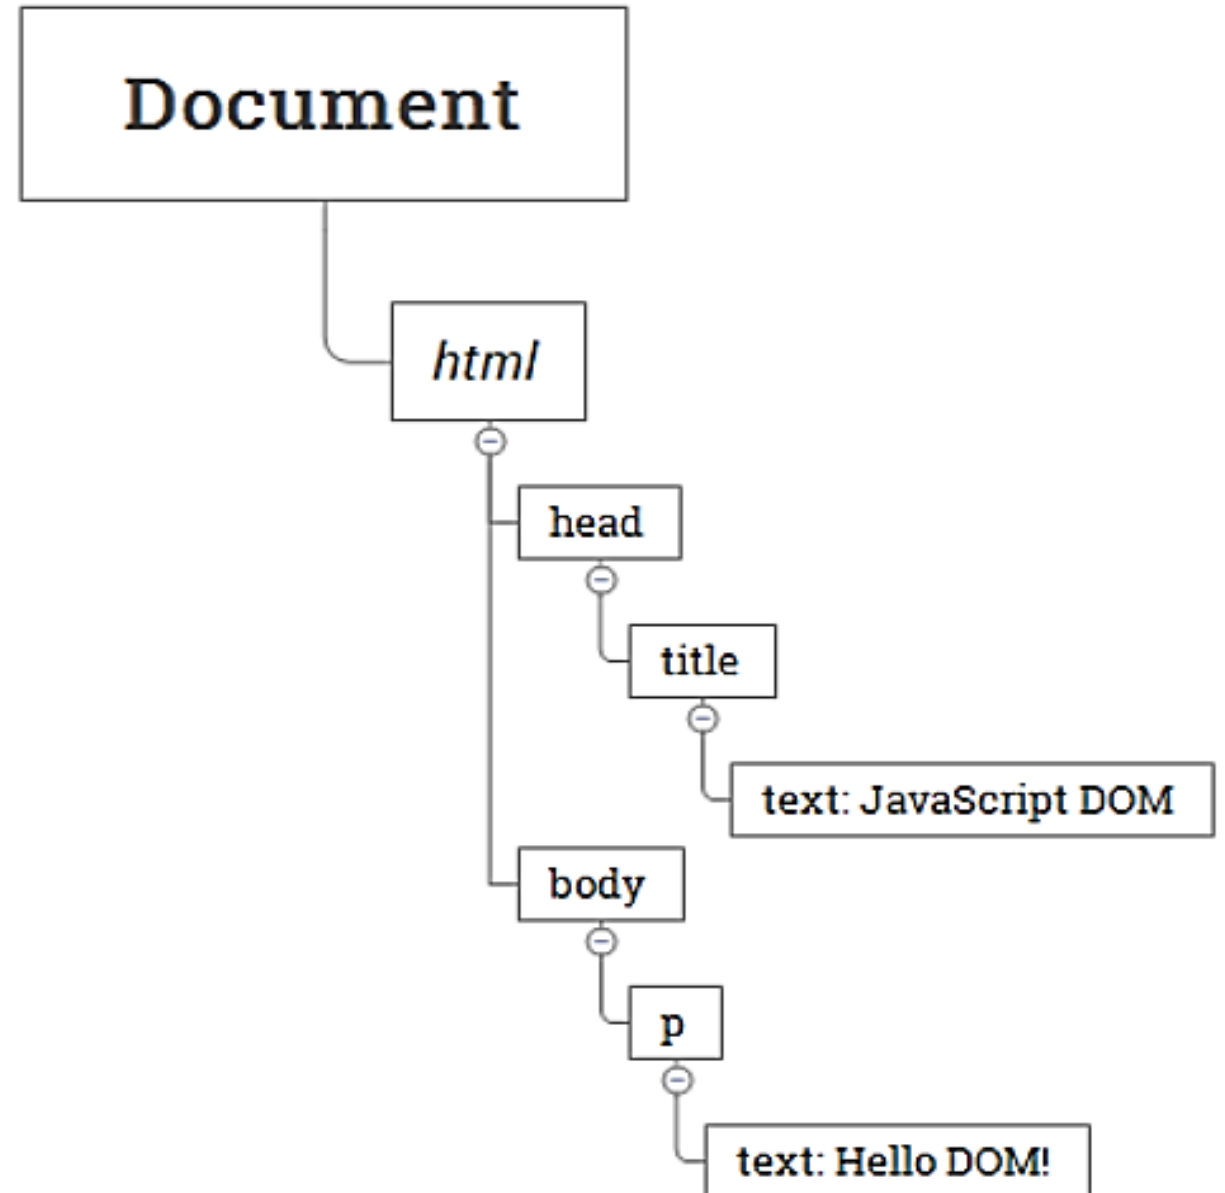 Document
html
head
title
text: JavaScript DOM
body
p
text: Hello DOM!